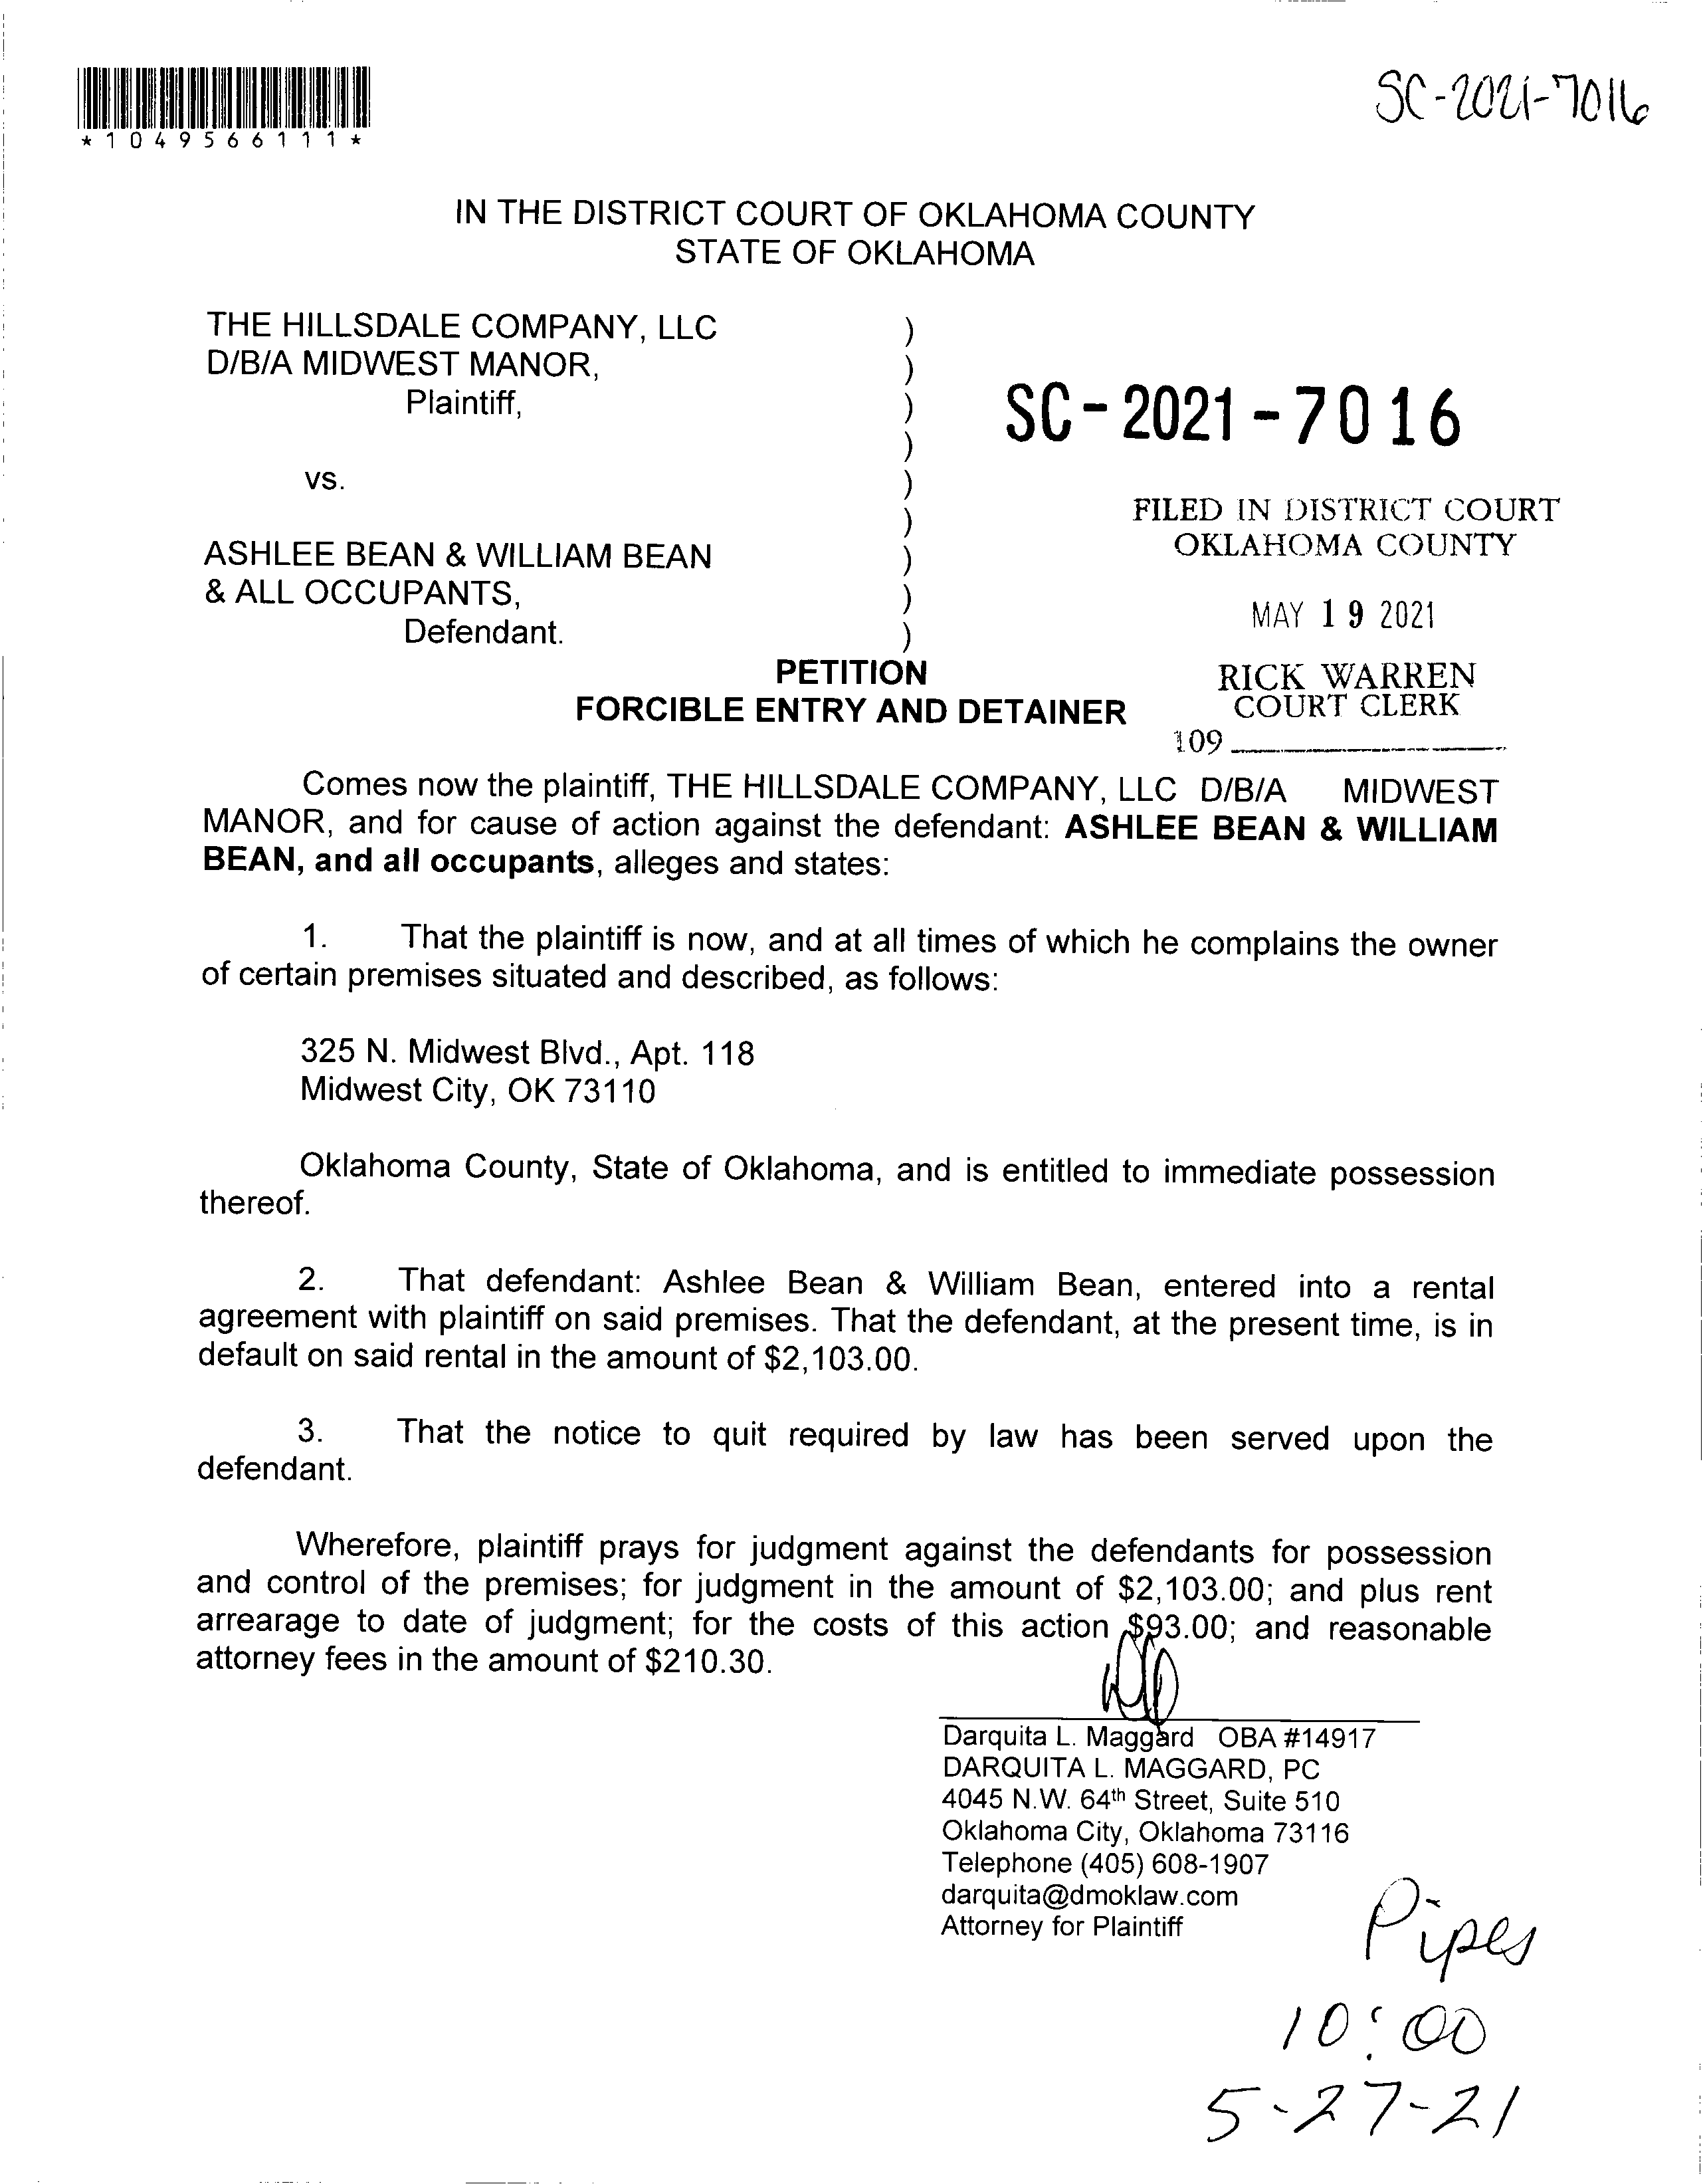 SC-2021-7016
*1049566111*
IN THE DISTRICT COURT OF OKLAHOMA COUNTY
STATE OF OKLAHOMA
THE HILLSDALE COMPANY, LLC )
D/B/A MIDWEST MANOR, )
Plaintiff, )
)
SC-2021-7016
vs. )
)
FILED IN DISTRICT COURT
OKLAHOMA COUNTY
ASHLEE BEAN & WILLIAM BEAN )
& ALL OCCUPANTS, )
Defendant. )
MAY 19 2021
RICK WARREN
COURT CLERK
109
PETITION
FORCIBLE ENTRY AND DETAINER
Comes now the plaintiff, THE HILLSDALE COMPANY, LLC D/B/A MIDWEST
MANOR, and for cause of action against the defendant: ASHLEE BEAN & WILLIAM
BEAN, and all occupants, alleges and states:
1. That the plaintiff is now, and at all times of which he complains the owner
of certain premises situated and described, as follows:
325 N. Midwest Blvd., Apt. 118
Midwest City, OK 73110
Oklahoma County, State of Oklahoma, and is entitled to immediate possession
thereof.
2. That defendant: Ashlee Bean & William Bean, entered into a rental
agreement with plaintiff on said premises. That the defendant, at the present time, is in
default on said rental in the amount of $2,103.00.
3. That the notice to quit required by law has been served upon the
defendant.
Wherefore, plaintiff prays for judgment against the defendants for possession
and control of the premises; for judgment in the amount of $2,103.00; and plus rent
arrearage to date of judgment; for the costs of this action $93.00; and reasonable
attorney fees in the amount of $210.30.
Darquita L. Maggard OBA #14917
DARQUITA L. MAGGARD, PC
4045 N.W. 64th Street, Suite 510
Oklahoma City, Oklahoma 73116
Telephone (405) 608-1907
darquita@dmoklaw.com
Attorney for Plaintiff
Pipes
10:00
5-27-21